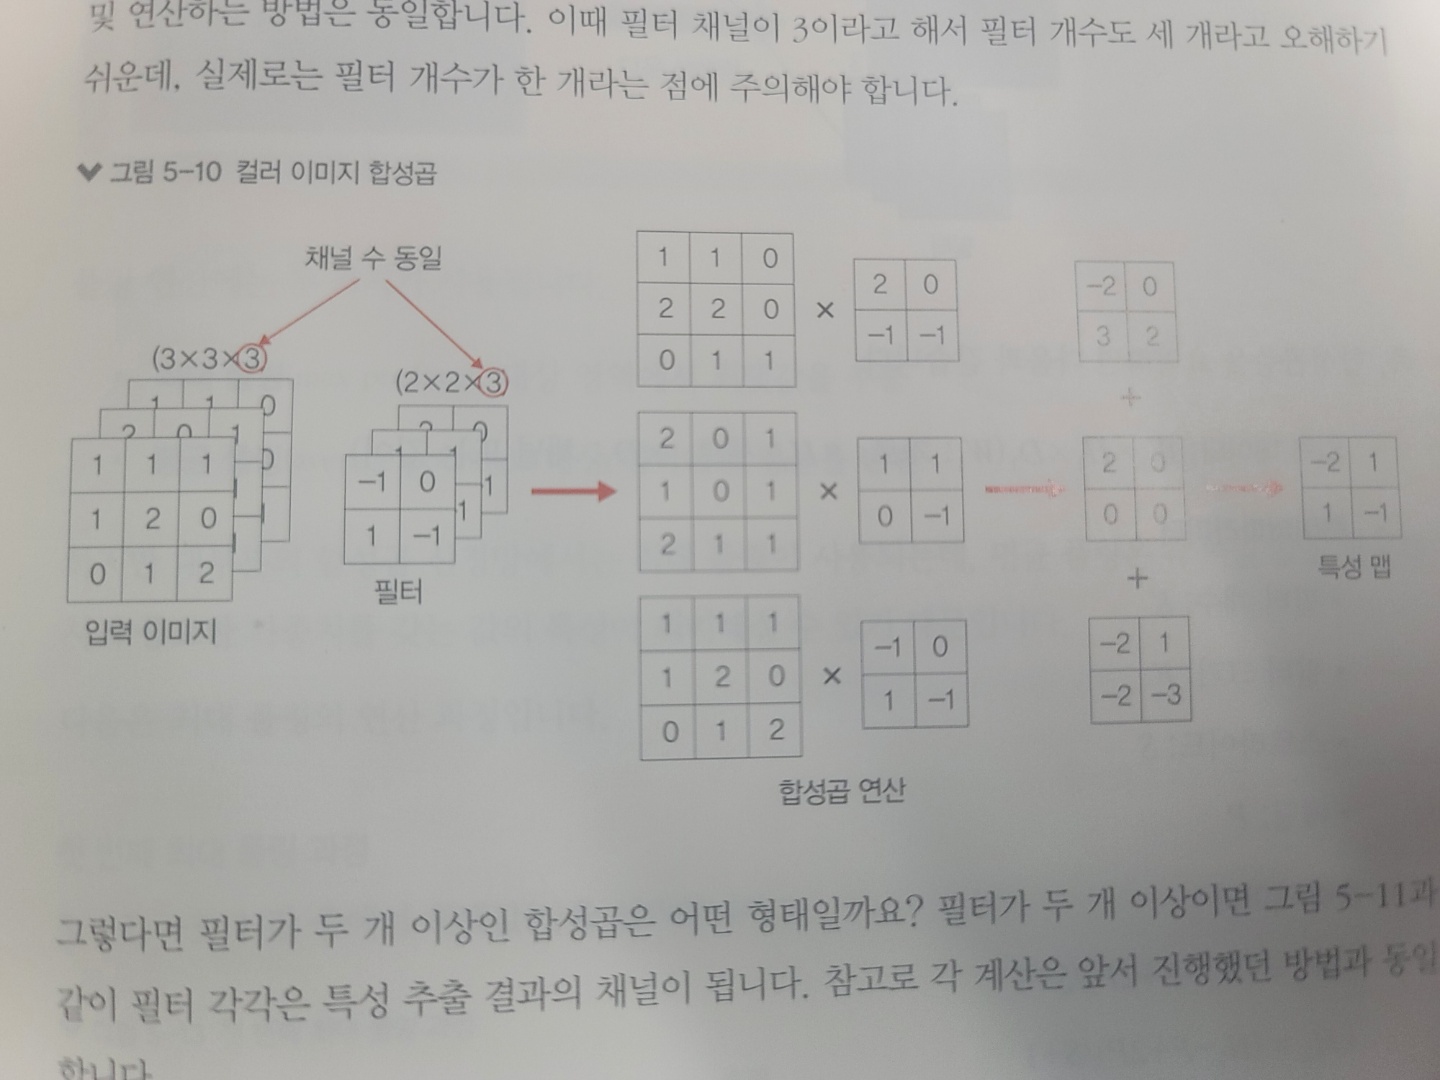 및 연산하는 방법은 동일합니다. 이때 필터 채널이 3이라고 해서 필터 개수도 세 개라고 오해하기
쉬운데, 실제로는 필터 개수가 한 개라는 점에 주의해야 합니다.
그림 5-10 컬러 이미지 합성곱
채널 수 동일
(3×3×3)
(2×2×3)
1 1 0
2 0 1
1 1 1
1 2 0
0 1 2
입력 이미지
-1 0
1 -1
필터
1 1 0
2 2 0
0 1 1
×
2 0
-1 -1
-2 0
3 2
+
2 0 1
1 0 1
2 1 1
×
1 1
0 -1
2 0
0 0
+
1 1 1
1 2 0
0 1 2
×
-1 0
1 -1
-2 1
-2 -3
합성곱 연산
-2 1
1 -1
특성 맵
그렇다면 필터가 두 개 이상인 합성곱은 어떤 형태일까요? 필터가 두 개 이상이면 그림 5-11과
같이 필터 각각은 특성 추출 결과의 채널이 됩니다. 참고로 각 계산은 앞서 진행했던 방법과 동일
합니다